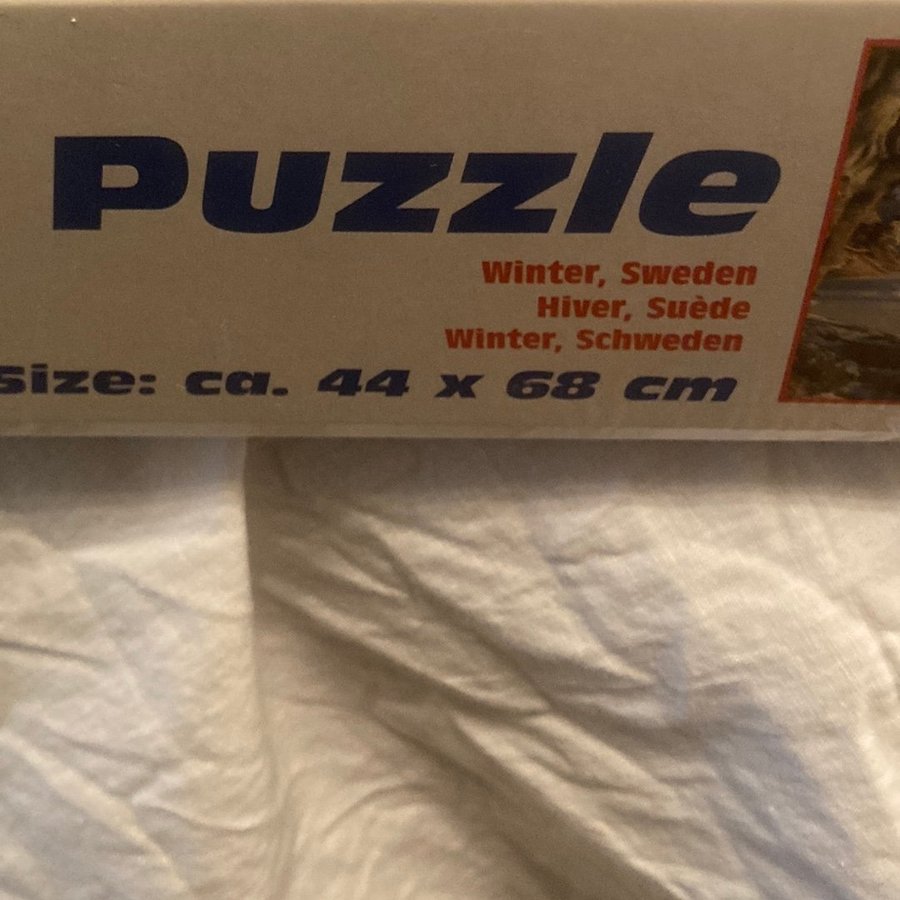 Puzzle
Winter, Sweden
Hiver, Suède
Winter, Schweden
Size: ca. 44 x 68 cm